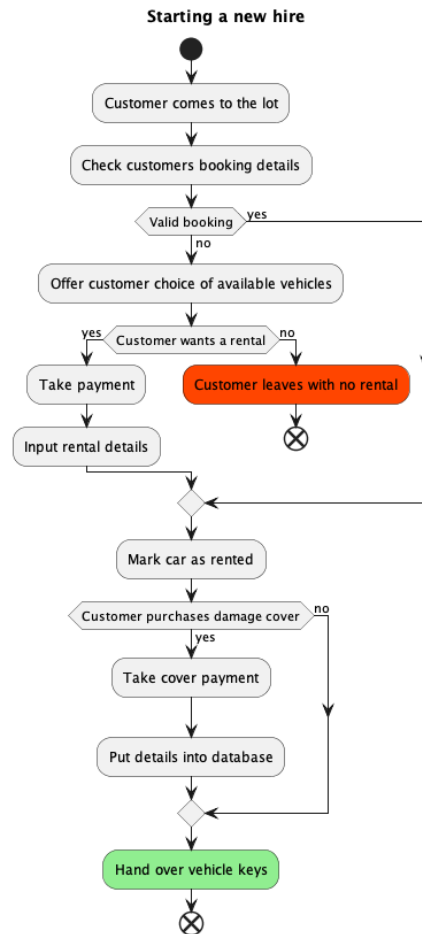 Starting a new hire
Customer comes to the lot
Check customers booking details
Valid booking
yes
no
Offer customer choice of available vehicles
yes
Customer wants a rental
no
Take payment
Customer leaves with no rental
Input rental details
Mark car as rented
Customer purchases damage cover
no
yes
Take cover payment
Put details into database
Hand over vehicle keys